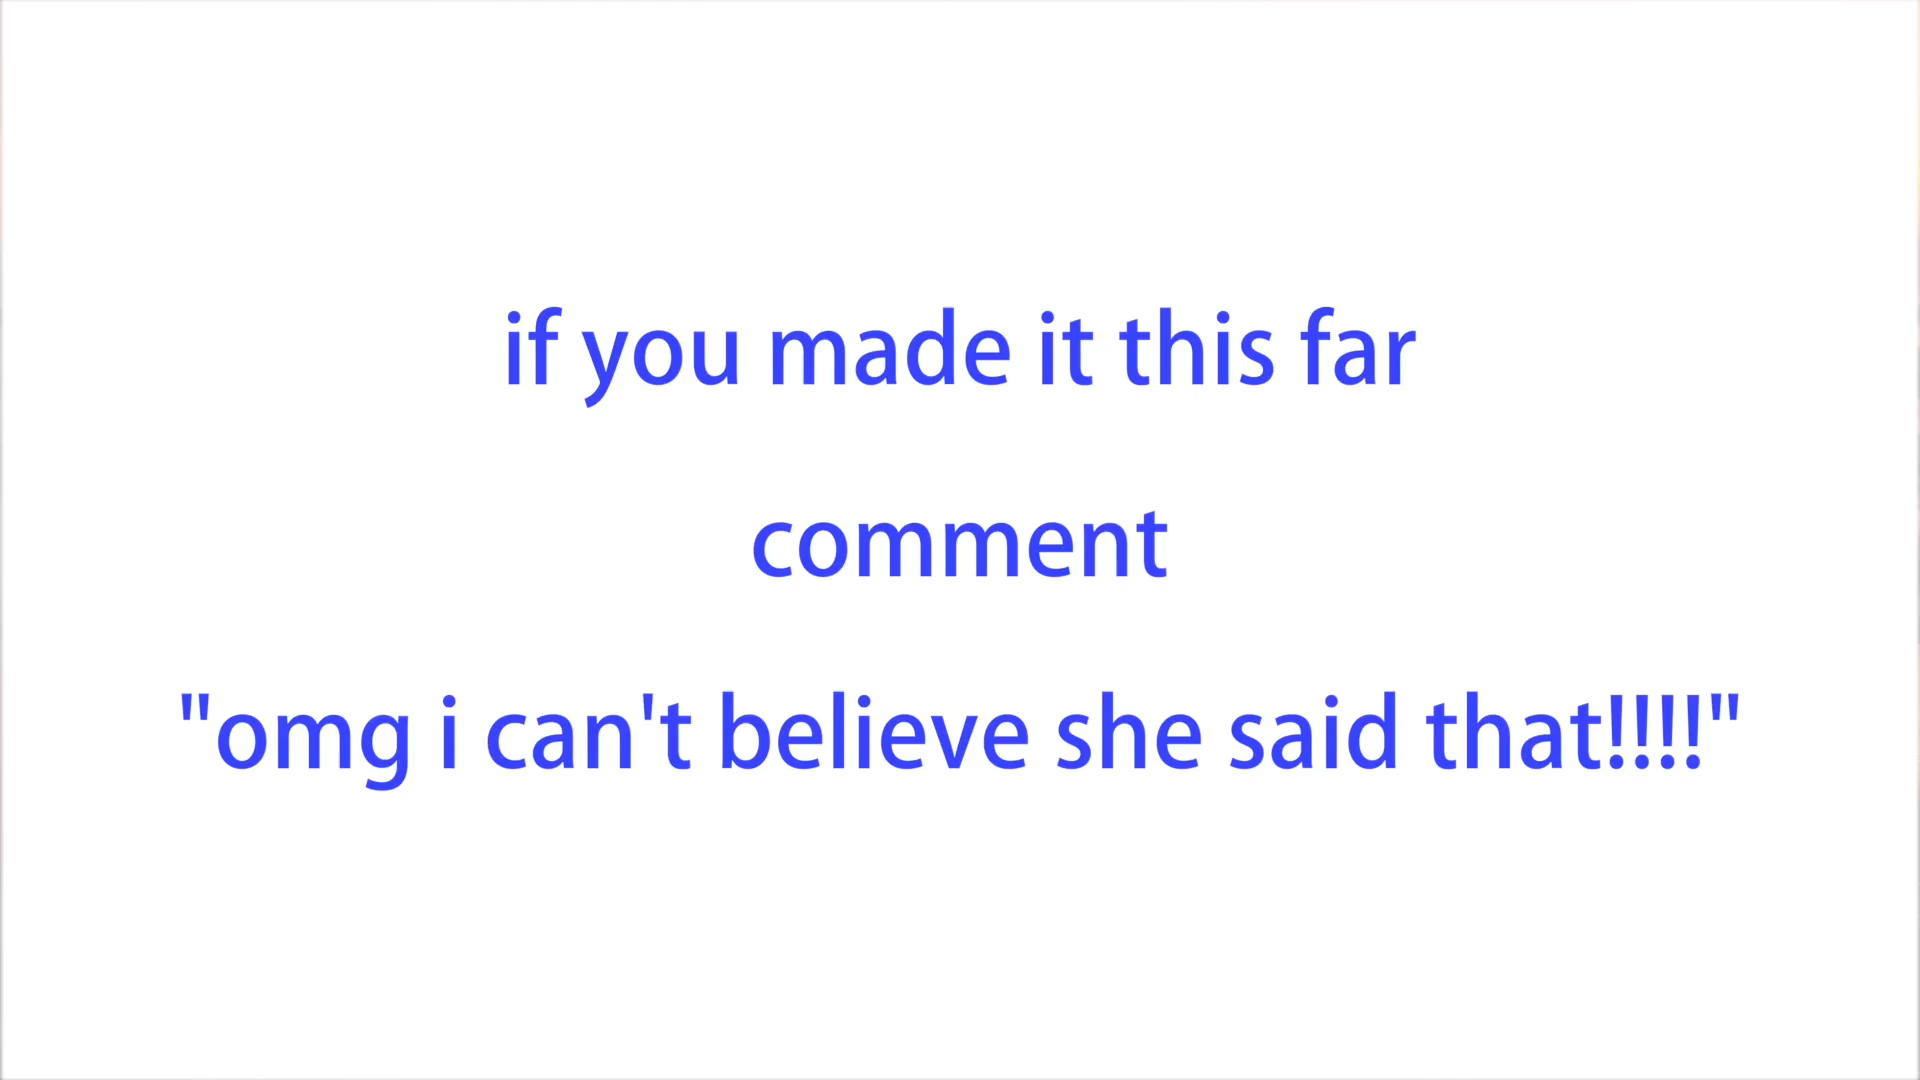 if you made it this far
comment
"omg i can't believe she said that!!!!"